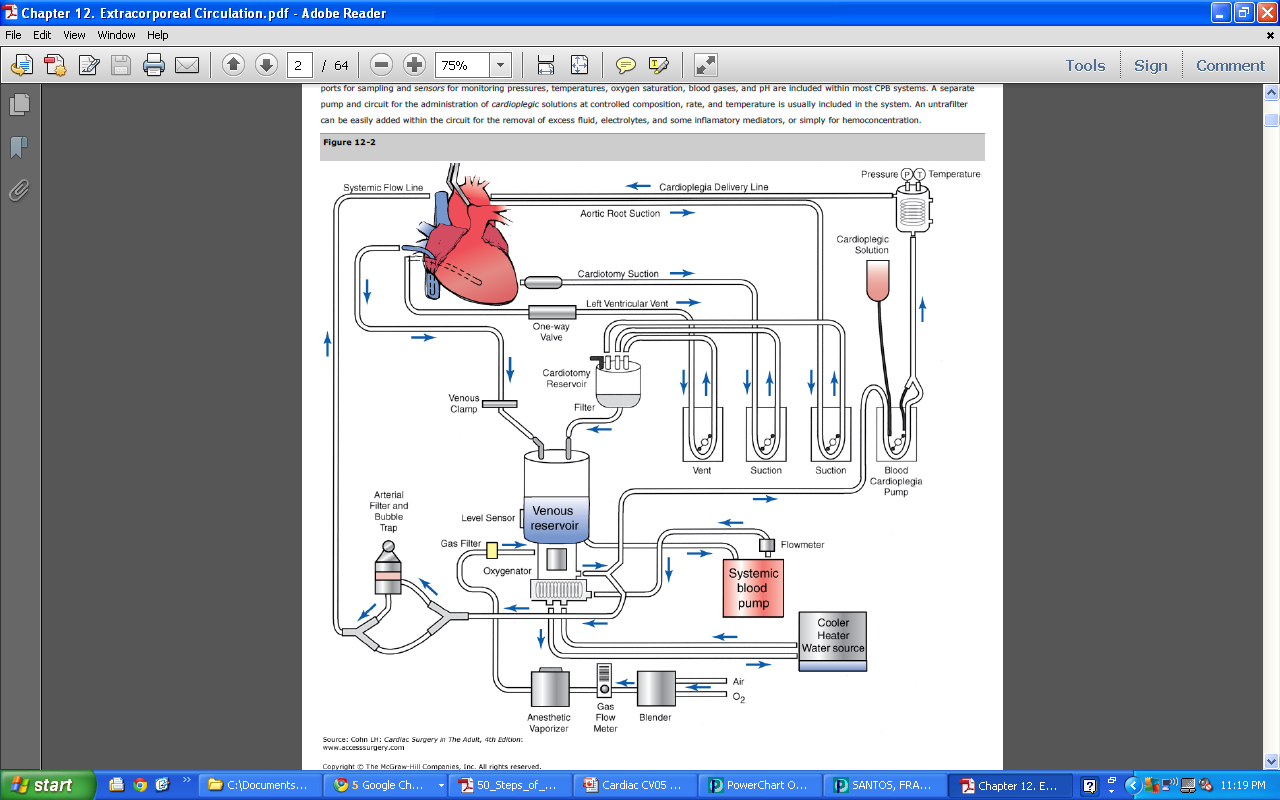 Chapter 12. Extracorporeal Circulation.pdf - Adobe Reader
File Edit View Window Help
2 / 64 75% Tools Sign Comment
ports for sampling and sensors for monitoring pressures, temperatures, oxygen saturation, blood gases, and pH are included within most CPB systems. A separate
pump and circuit for the administration of cardioplegic solutions at controlled composition, rate, and temperature is usually included in the system. An untrafilter
can be easily added within the circuit for the removal of excess fluid, electrolytes, and some inflamatory mediators, or simply for hemoconcentration.
Figure 12-2
Pressure P T Temperature
Systemic Flow Line
Cardioplegia Delivery Line
Aortic Root Suction
Cardioplegic
Solution
Cardiotomy Suction
Left Ventricular Vent
One-way
Valve
Cardiotomy
Reservoir
Venous
Clamp
Filter
Vent
Suction
Suction
Blood
Cardioplegia
Pump
Arterial
Filter and
Bubble
Trap
Level Sensor
Venous
reservoir
Gas Filter
Flowmeter
Oxygenator
Systemic
blood
pump
Cooler
Heater
Water source
Air
O2
Anesthetic
Vaporizer
Gas
Flow
Meter
Blender
Source: Cohn LH: Cardiac Surgery in The Adult, 4th Edition:
www.accesssurgery.com
Copyright © The McGraw-Hill Companies, Inc. All rights reserved.
start C:\Documents... 5 Google Ch... 50_Steps_of_... Cardiac CV05 ... PowerChart O... SANTOS, FRA... Chapter 12. E... 11:19 PM